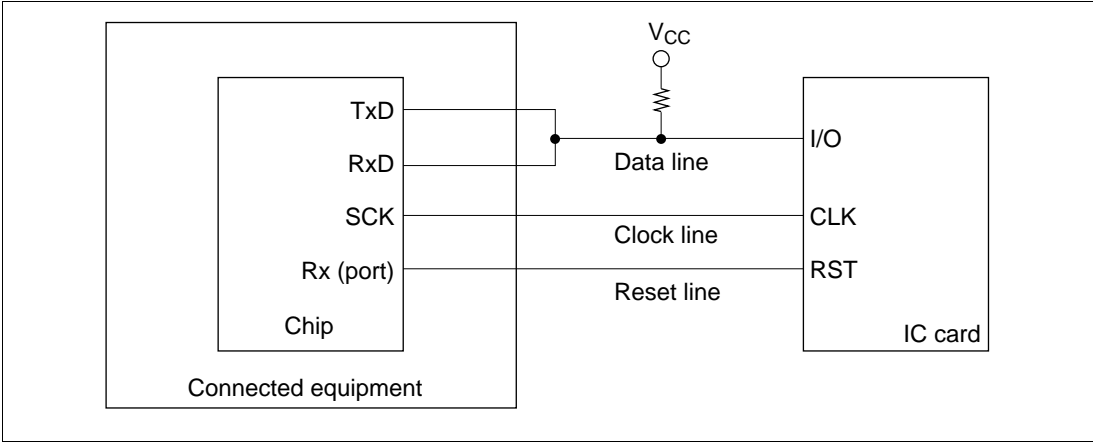 VCC
TxD
RxD
SCK
Rx (port)
Chip
Connected equipment
Data line
Clock line
Reset line
I/O
CLK
RST
IC card